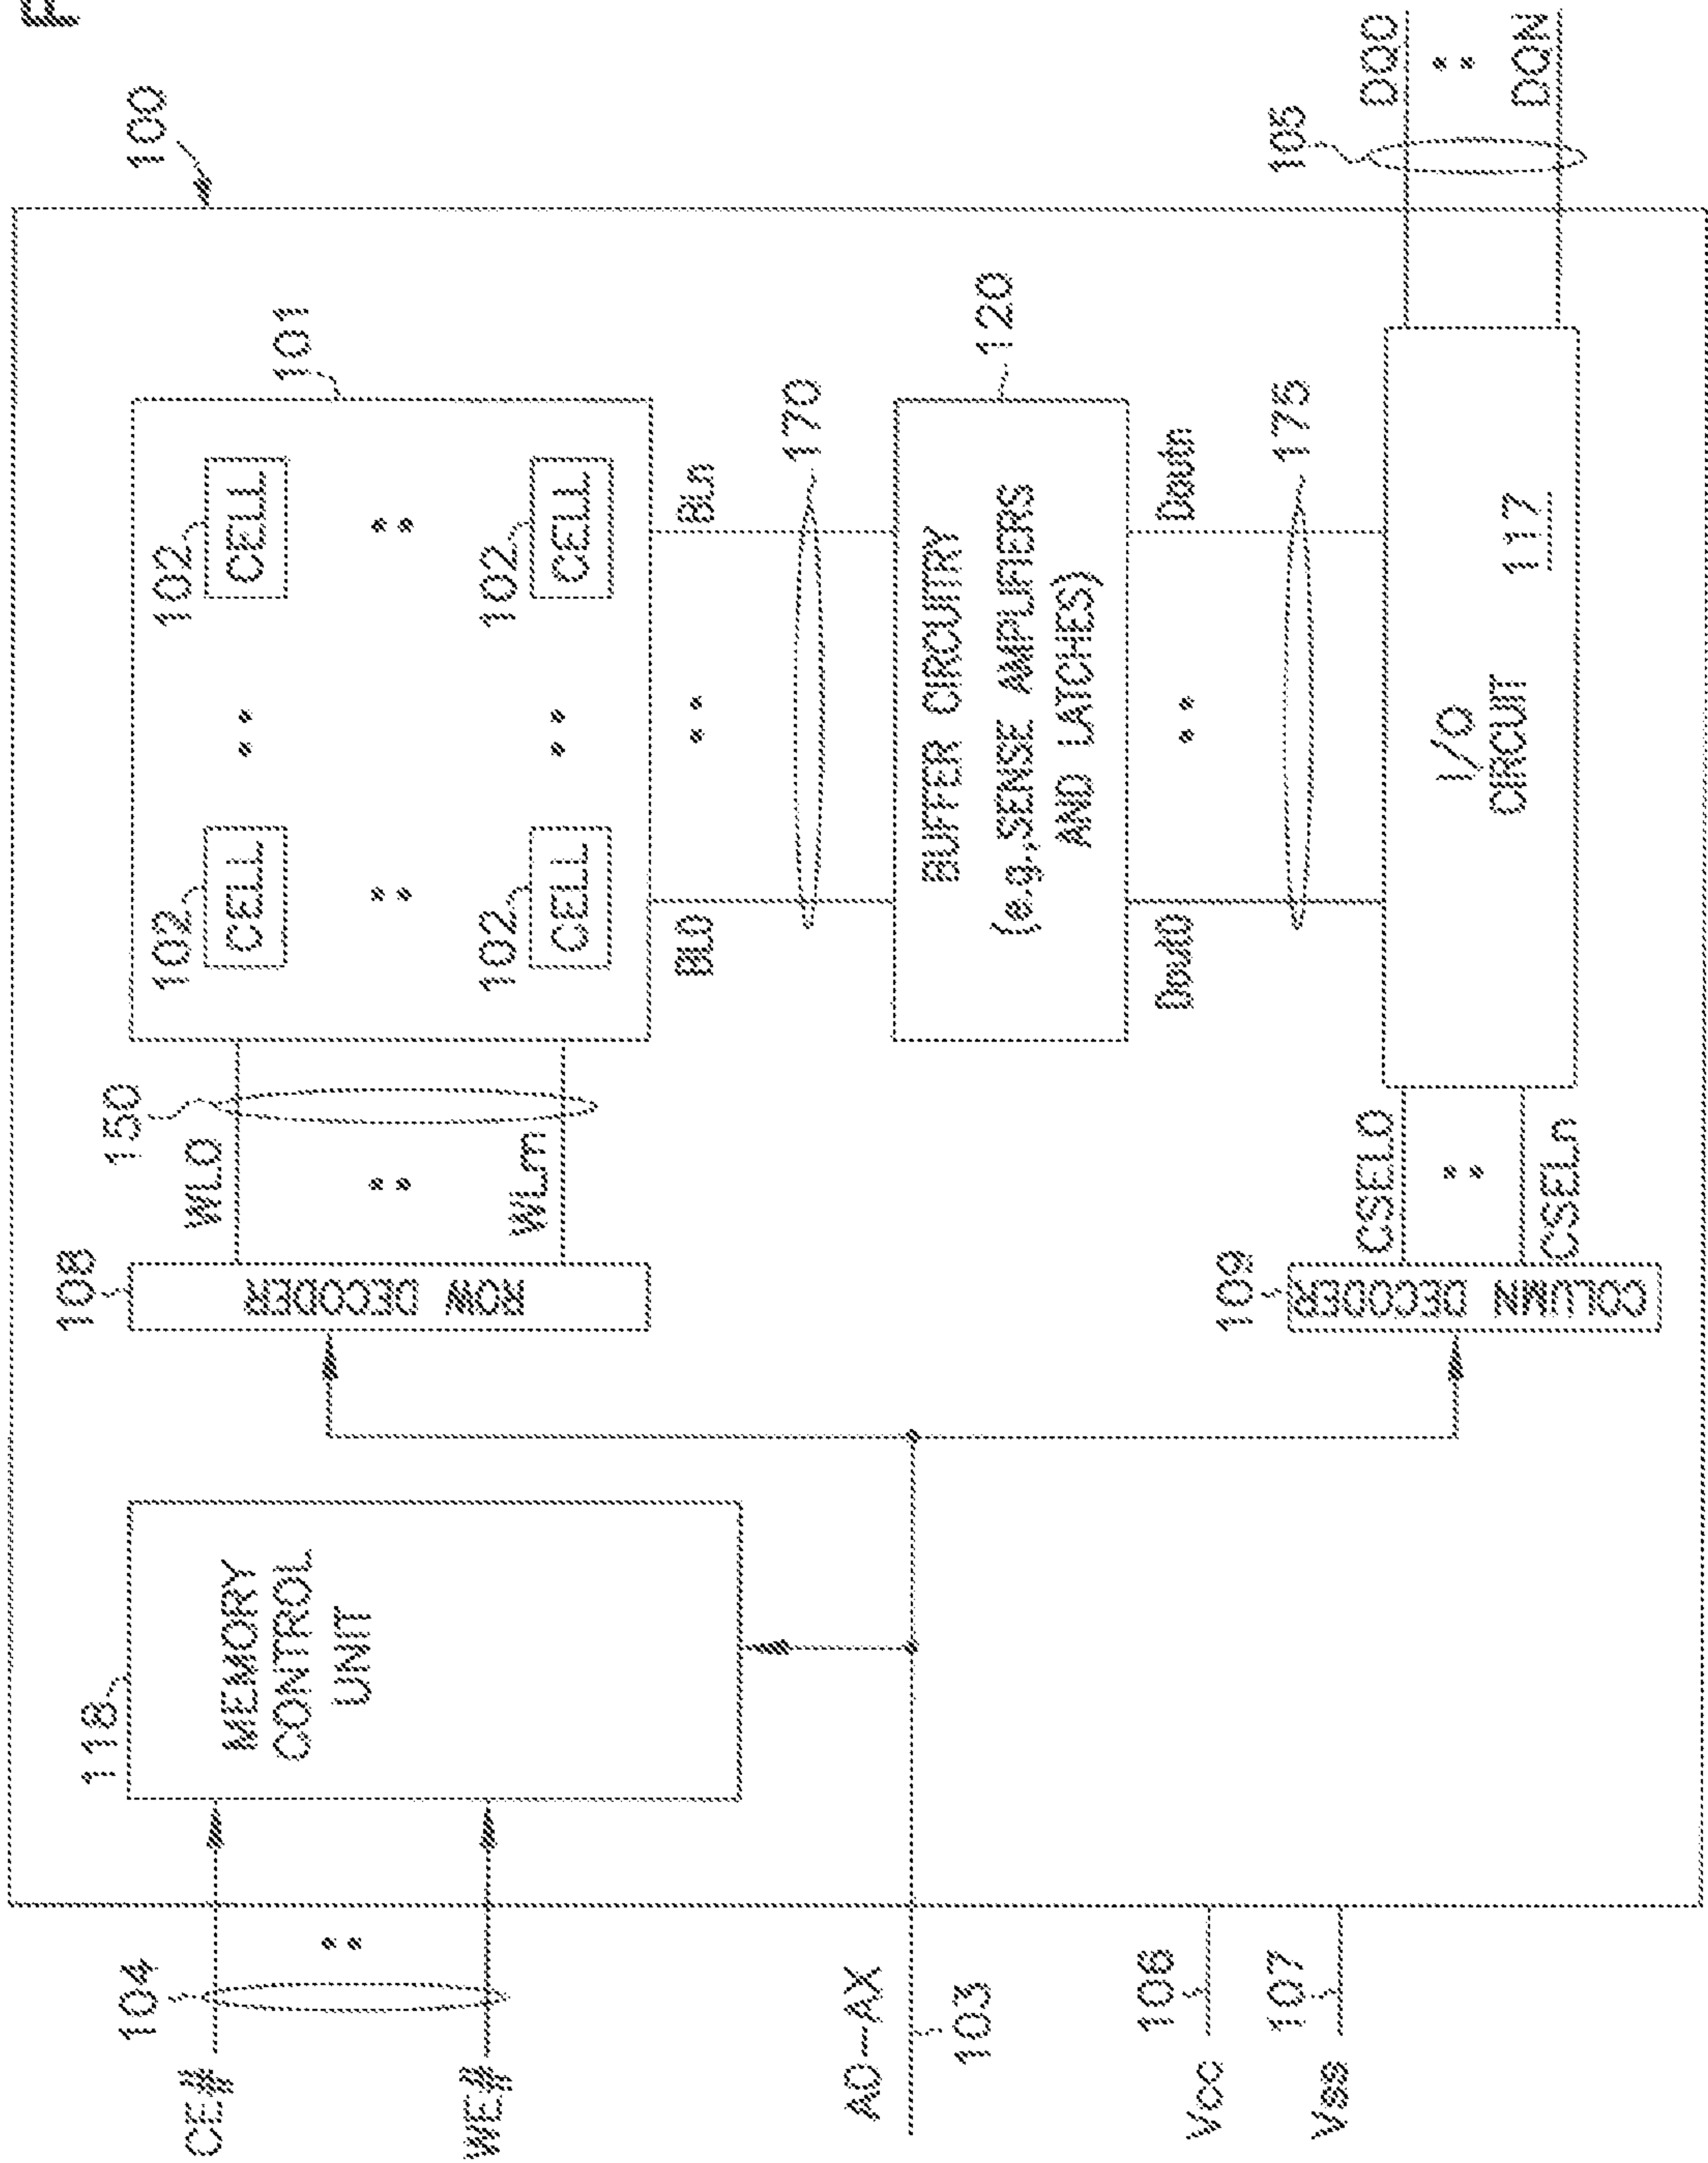 F
100
118
MEMORY
CONTROL
UNIT
104
CE#
WE#
A0—AX
103
Vcc
106
Vss
107
108
ROW DECODER
WL0
WLm
150
101
102
CELL
102
CELL
102
CELL
102
CELL
BL0
BLn
170
BUFFER CIRCUITRY
(e.g.,SENSE AMPLIFIERS
AND LATCHES)
120
Dout0
Doutn
175
109
COLUMN DECODER
CSEL0
CSELn
I/O
CIRCUIT
117
105
DQ0
DQN